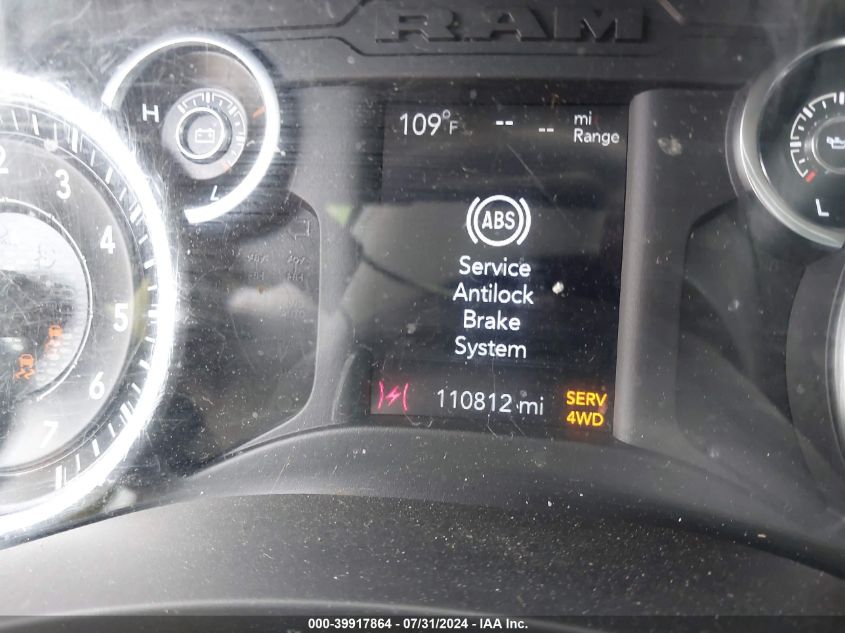 RAM
109°F -- -- mi
Range
H
L
2
3
4
5
6
7
ABS
Service
Antilock
Brake
System
110812 mi
SERV
4WD
L
000-39917864 / 07/31/2024 - IAA Inc.